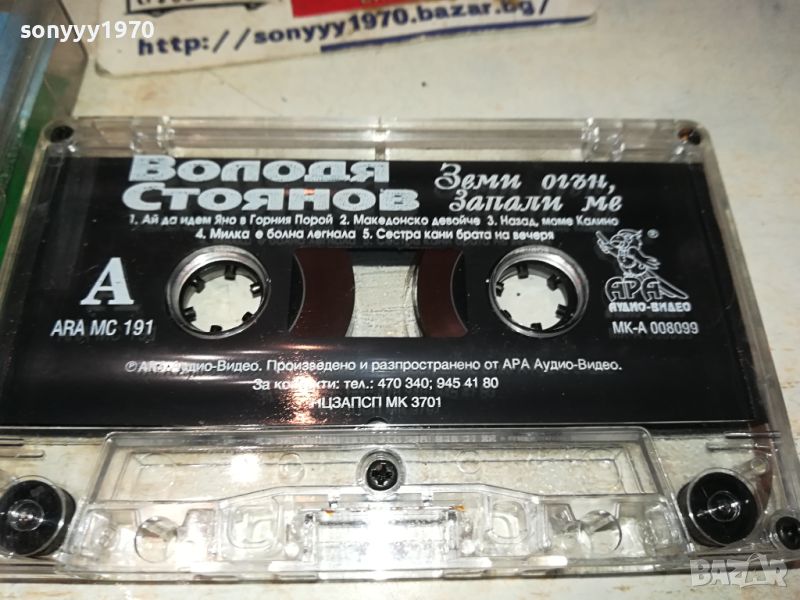 sonyyy1970
http://sonyyy1970.bazar.bg/
Володя
Стоянов
Земи огън,
запали ме
1. Ай да идем Яно в Горния Порой 2. Македонско девойче 3. Назад, моме Калино
4. Милка е болна легнала 5. Сестра кани брата на вечеря
A
®
АРА
АУДИО-ВИДЕО
ARA MC 191
МК-А 008099
Аудио-Видео. Произведено и разпространено от АРА Аудио-Видео.
За контакти: тел.: 470 340; 945 41 80
НЦЗАПСП МК 3701
BAZAR